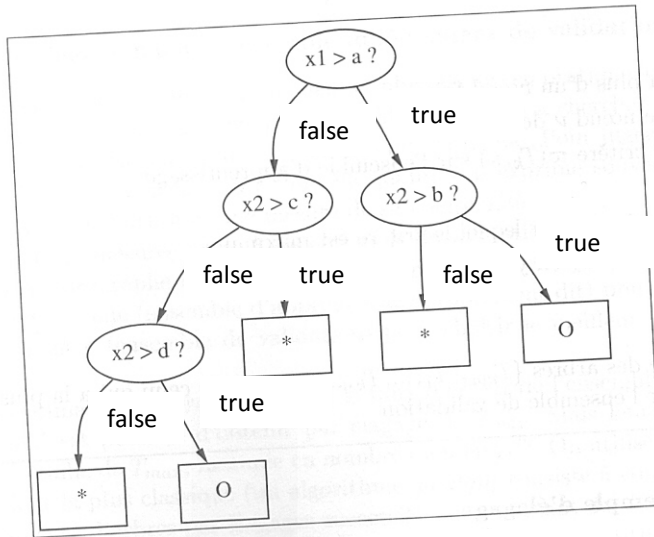 x1 > a ?
false
true
x2 > c ?
x2 > b ?
false
true
false
true
x2 > d ?
*
*
O
false
true
*
O